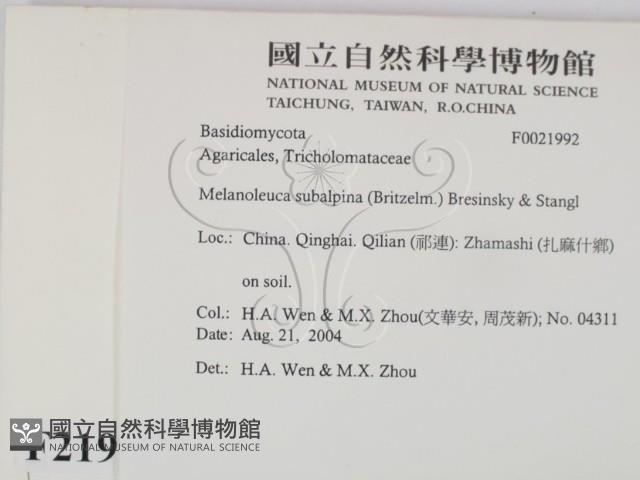 國立自然科學博物館
NATIONAL MUSEUM OF NATURAL SCIENCE
TAICHUNG, TAIWAN, R.O.CHINA
Basidiomycota F0021992
Agaricales, Tricholomataceae
Melanoleuca subalpina (Britzelm.) Bresinsky & Stangl
Loc.: China. Qinghai. Qilian (祁連): Zhamashi (扎麻什鄉)
on soil.
Col.: H.A. Wen & M.X. Zhou(文華安, 周茂新); No. 04311
Date: Aug. 21, 2004
Det.: H.A. Wen & M.X. Zhou
國立自然科學博物館
NATIONAL MUSEUM OF NATURAL SCIENCE
F219